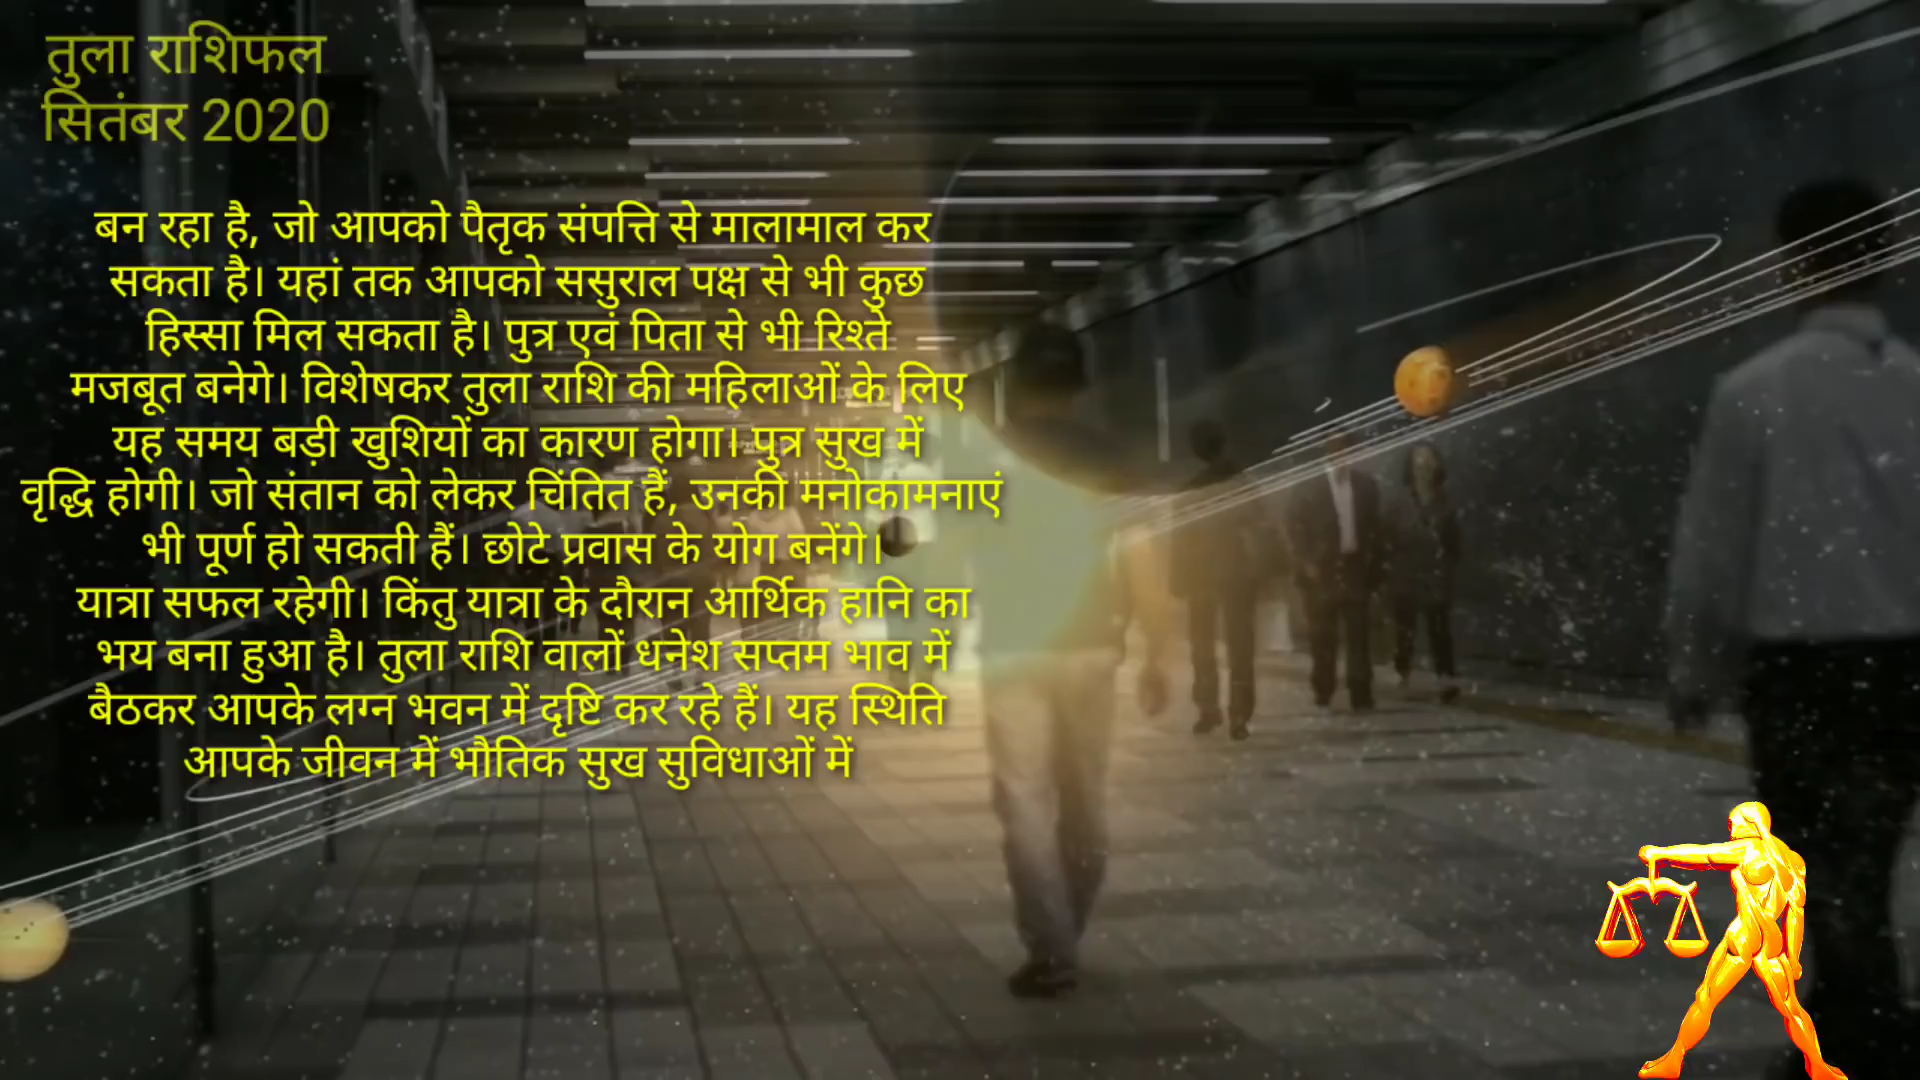 तुला राशिफल
सितंबर 2020
बन रहा है, जो आपको पैतृक संपत्ति से मालामाल कर
सकता है। यहां तक आपको ससुराल पक्ष से भी कुछ
हिस्सा मिल सकता है। पुत्र एवं पिता से भी रिश्ते
मजबूत बनेगे। विशेषकर तुला राशि की महिलाओं के लिए
यह समय बड़ी खुशियों का कारण होगा। पुत्र सुख में
वृद्धि होगी। जो संतान को लेकर चिंतित हैं, उनकी मनोकामनाएं
भी पूर्ण हो सकती हैं। छोटे प्रवास के योग बनेंगे।
यात्रा सफल रहेगी। किंतु यात्रा के दौरान आर्थिक हानि का
भय बना हुआ है। तुला राशि वालों धनेश सप्तम भाव में
बैठकर आपके लग्न भवन में दृष्टि कर रहे हैं। यह स्थिति
आपके जीवन में भौतिक सुख सुविधाओं में